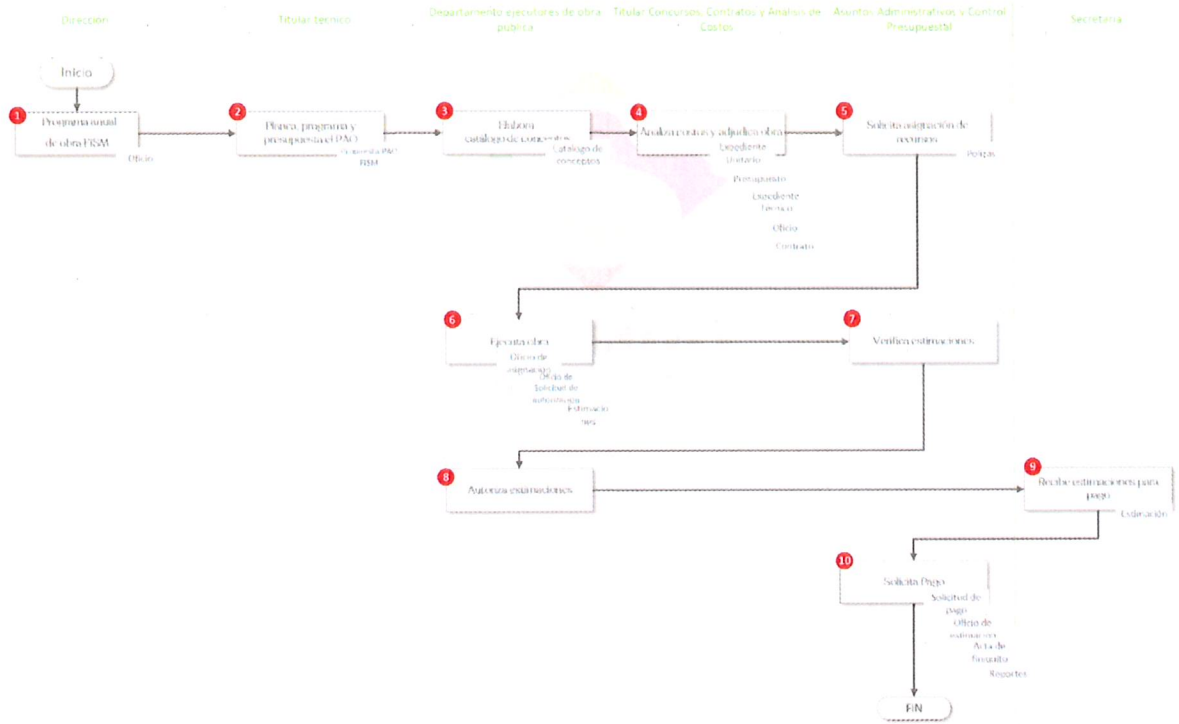 Dirección
Titular técnico
Departamento ejecutores de obra
pública
Titular Concursos, Contratos y Análisis de
Costos
Asuntos Administrativos y Control
Presupuestal
Secretaría
Inicio
1
Programa anual
de obra FISM
Oficio
2
Planea, programa y
presupuesta el PAO
Propuesta PAO
FISM
3
Elabora
catálogo de conceptos
Catálogo de
conceptos
4
Analiza costos y adjudica obra
Expediente
Unitario
Presupuesto
Expediente
Técnico
Oficio
Contrato
5
Solicita asignación de
recursos
Pólizas
6
Ejecuta obra
Oficio de
asignación
Oficio de
Solicitud de
autorización
Estimacio
nes
7
Verifica estimaciones
8
Autoriza estimaciones
9
Recibe estimaciones para
pago
Estimación
10
Solicita Pago
Solicitud de
pago
Oficio de
estimación
Acta de
finiquito
Reportes
FIN